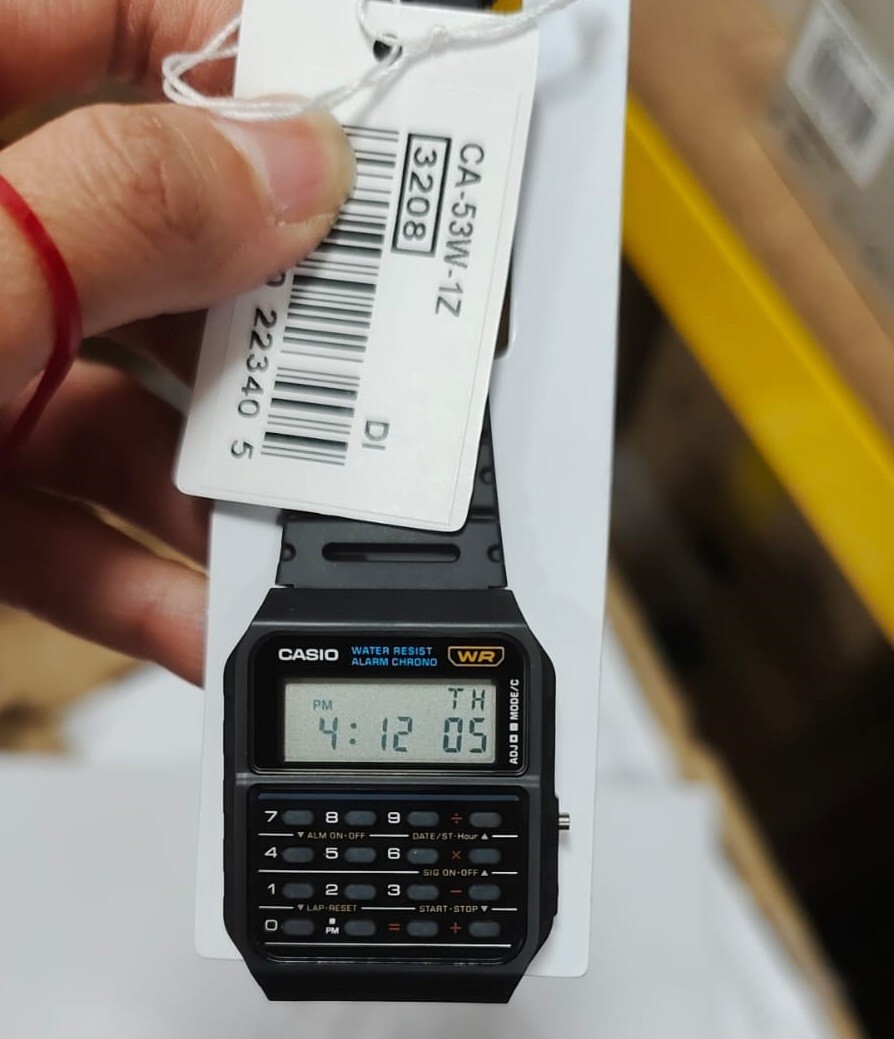 CA-53W-1Z
3208
22340 5
DI
CASIO WATER RESIST WR
ALARM CHRONO
PM TH
4:12 05
ADJ MODE/C
7 8 9 ÷
▼ ALM ON·OFF DATE/ST·Hour ▲
4 5 6 ×
SIG ON·OFF ▲
1 2 3 −
▼ LAP·RESET START·STOP ▼
0 ■ PM = +